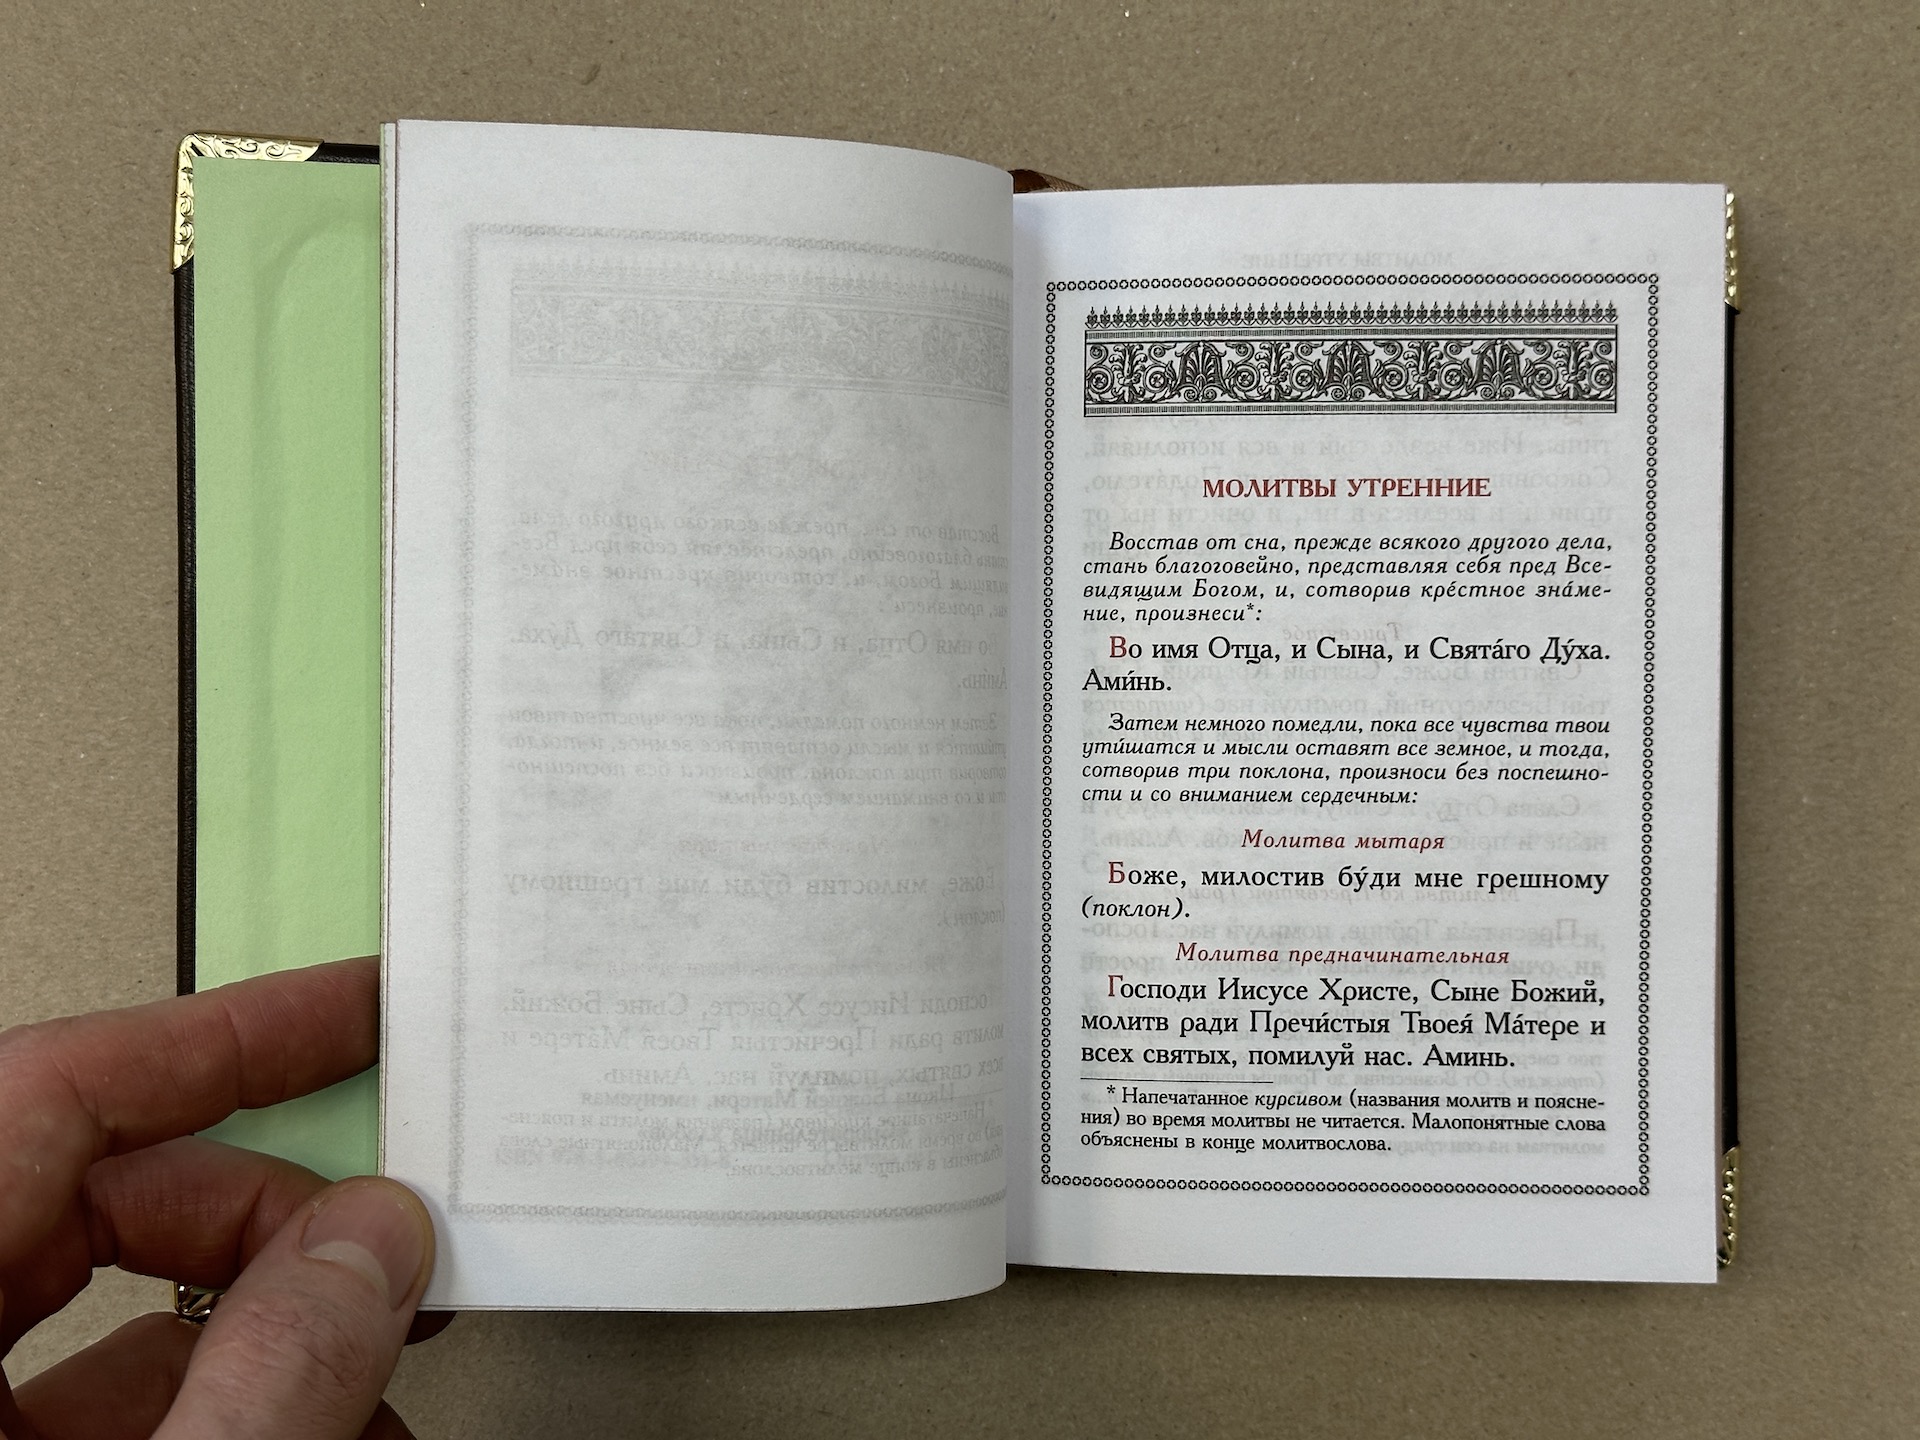 МОЛИТВЫ УТРЕННИЕ
Восстав от сна, прежде всякого другого дела,
стань благоговейно, представляя себя пред Все-
видящим Богом, и, сотворив кре́стное зна́ме-
ние, произнеси*:
Во имя Отца, и Сына, и Свята́го Ду́ха.
Ами́нь.
Затем немного помедли, пока все чувства твои
ути́шатся и мысли оставят все земное, и тогда,
сотворив три поклона, произноси без поспешно-
сти и со вниманием сердечным:
Молитва мытаря
Боже, милостив бу́ди мне грешному
(поклон).
Молитва предначинательная
Господи Иисусе Христе, Сыне Божий,
молитв ради Пречи́стыя Твоея́ Ма́тере и
всех святых, помилуй нас. Аминь.
* Напечатанное курсивом (названия молитв и поясне-
ния) во время молитвы не читается. Малопонятные слова
объяснены в конце молитвослова.